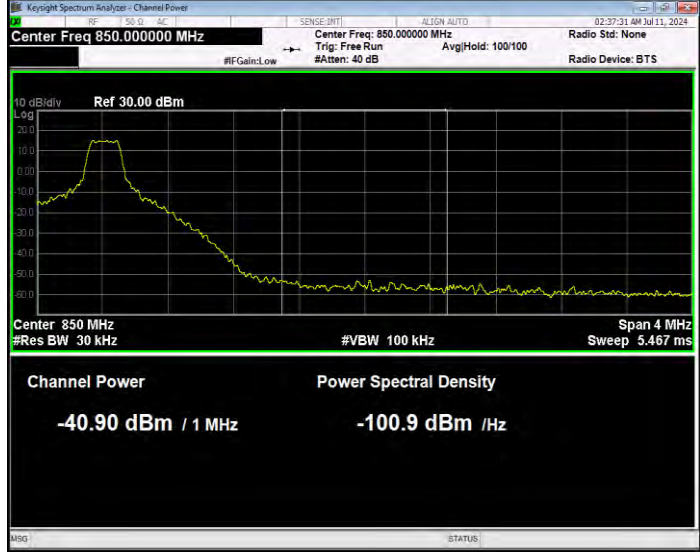 Keysight Spectrum Analyzer - Channel Power
RF 50 Ω AC SENSE:INT ALIGN AUTO 02:37:31 AM Jul 11, 2024
Center Freq 850.000000 MHz Center Freq: 850.000000 MHz Radio Std: None
Trig: Free Run Avg|Hold: 100/100
#IFGain:Low #Atten: 40 dB Radio Device: BTS
10 dB/div Ref 30.00 dBm
Log
20.0
10.0
0.00
-10.0
-20.0
-30.0
-40.0
-50.0
-60.0
Center 850 MHz Span 4 MHz
#Res BW 30 kHz #VBW 100 kHz Sweep 5.467 ms
Channel Power Power Spectral Density
-40.90 dBm / 1 MHz -100.9 dBm /Hz
MSG STATUS